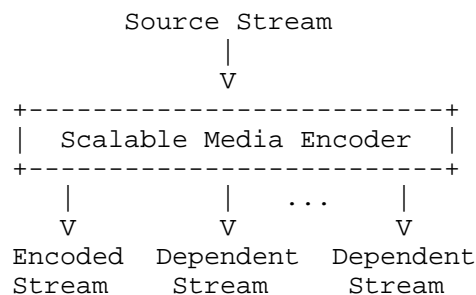 Source Stream
|
V
+--------------------------+
| Scalable Media Encoder |
+--------------------------+
| | ... |
V V V
Encoded Dependent Dependent
Stream Stream Stream